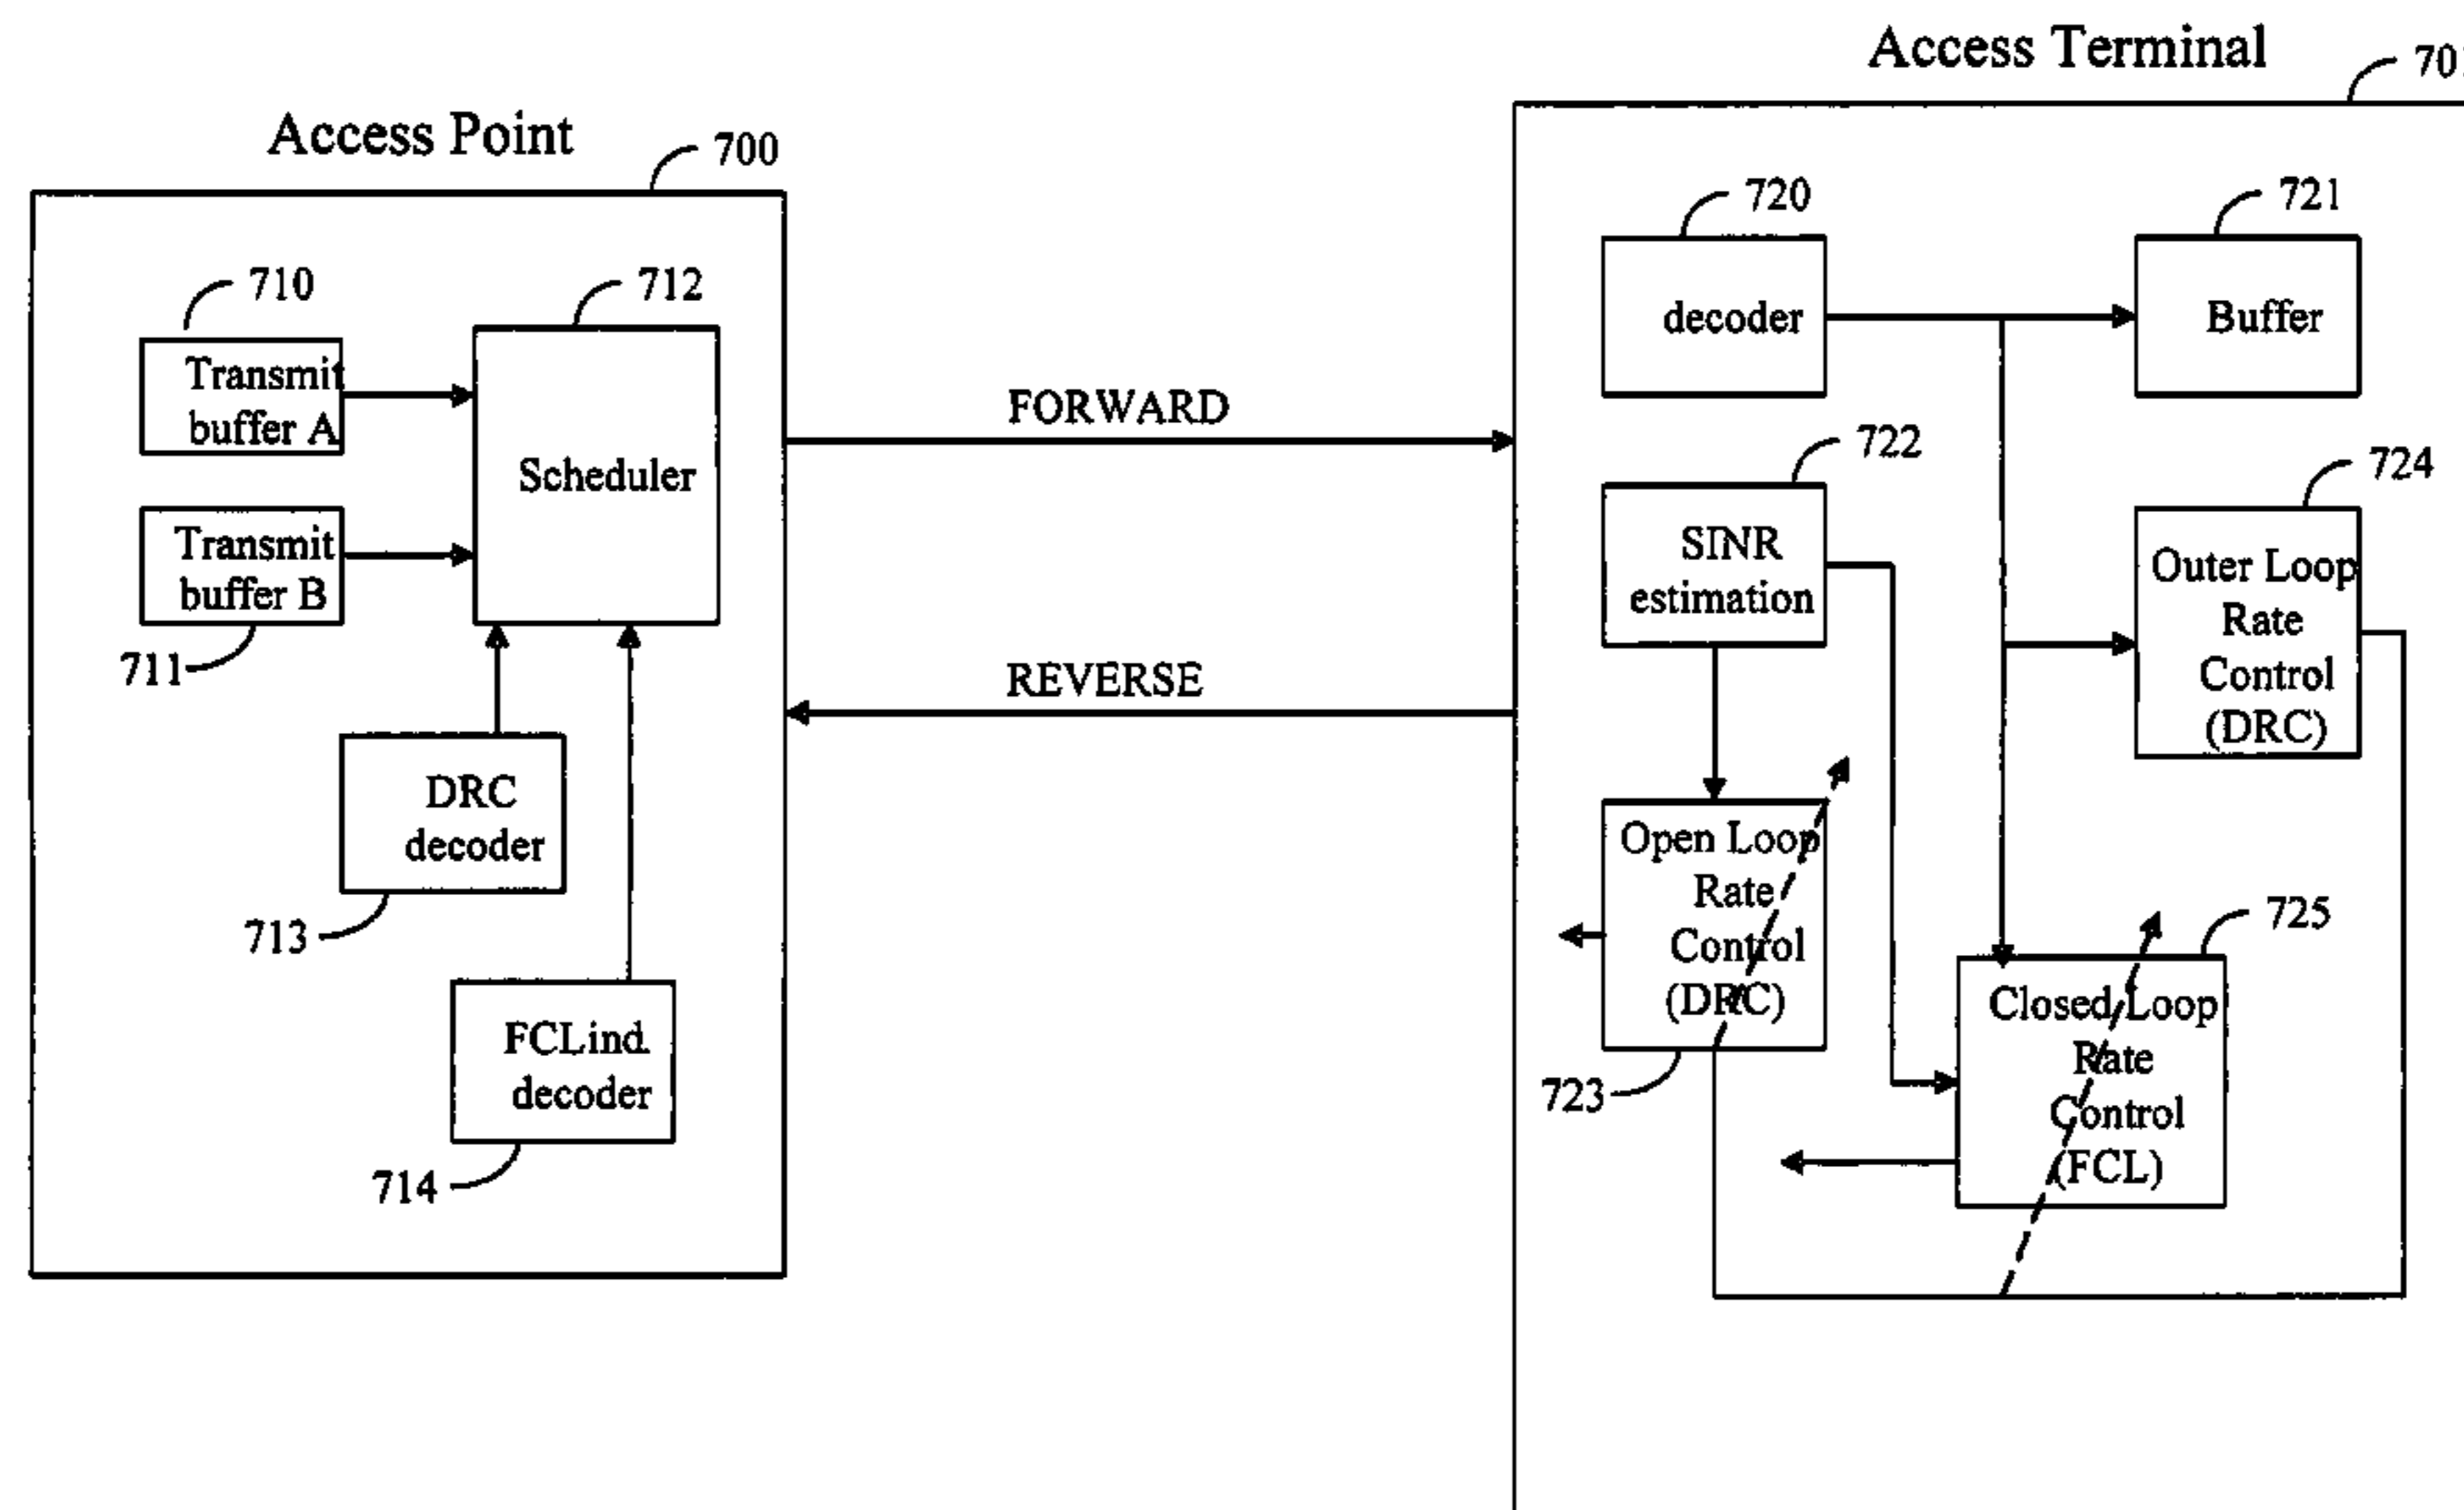 Access Point
700
710
Transmit
buffer A
712
Scheduler
Transmit
buffer B
711
DRC
decoder
713
FCLind.
decoder
714
FORWARD
REVERSE
Access Terminal
720
decoder
721
Buffer
722
SINR
estimation
724
Outer Loop
Rate
Control
(DRC)
Open Loop
Rate
Control
(DRC)
723
725
Closed Loop
Rate
Control
(FCL)